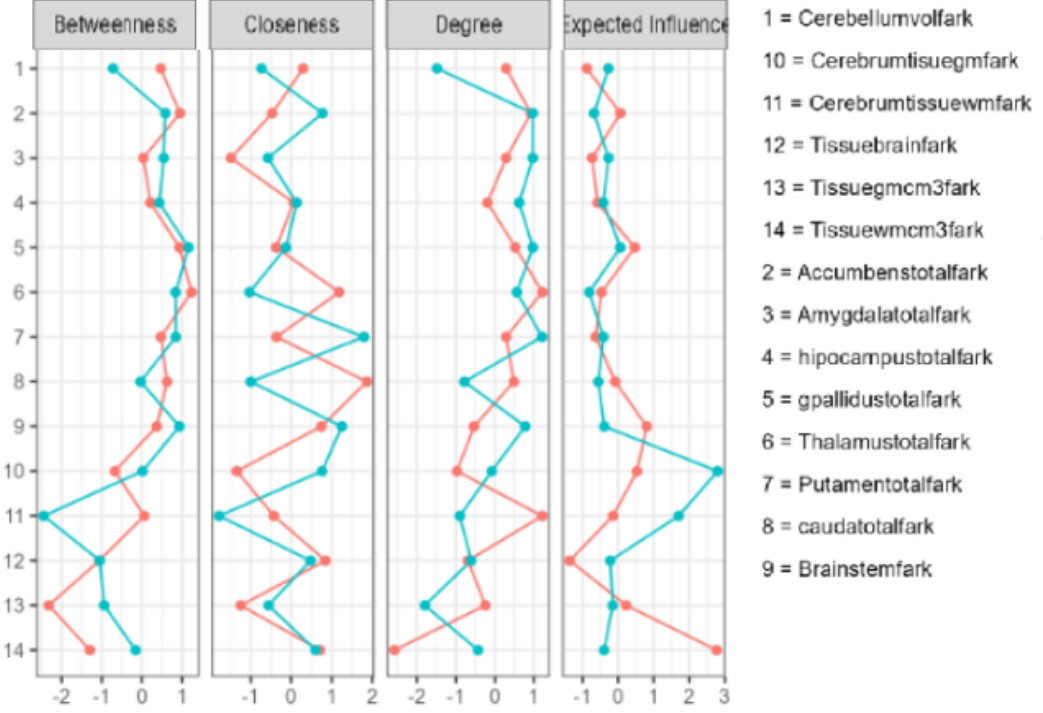 Betweenness Closeness Degree Expected Influence
1
2
3
4
5
6
7
8
9
10
11
12
13
14
-2 -1 0 1 -1 0 1 2 -2 -1 0 1 -1 0 1 2 3
1 = Cerebellumvolfark
10 = Cerebrumtisuegmfark
11 = Cerebrumtissuewmfark
12 = Tissuebrainfark
13 = Tissuegmcm3fark
14 = Tissuewmcm3fark
2 = Accumbenstotalfark
3 = Amygdalatotalfark
4 = hipocampustotalfark
5 = gpallidustotalfark
6 = Thalamustotalfark
7 = Putamentotalfark
8 = caudatotalfark
9 = Brainstemfark